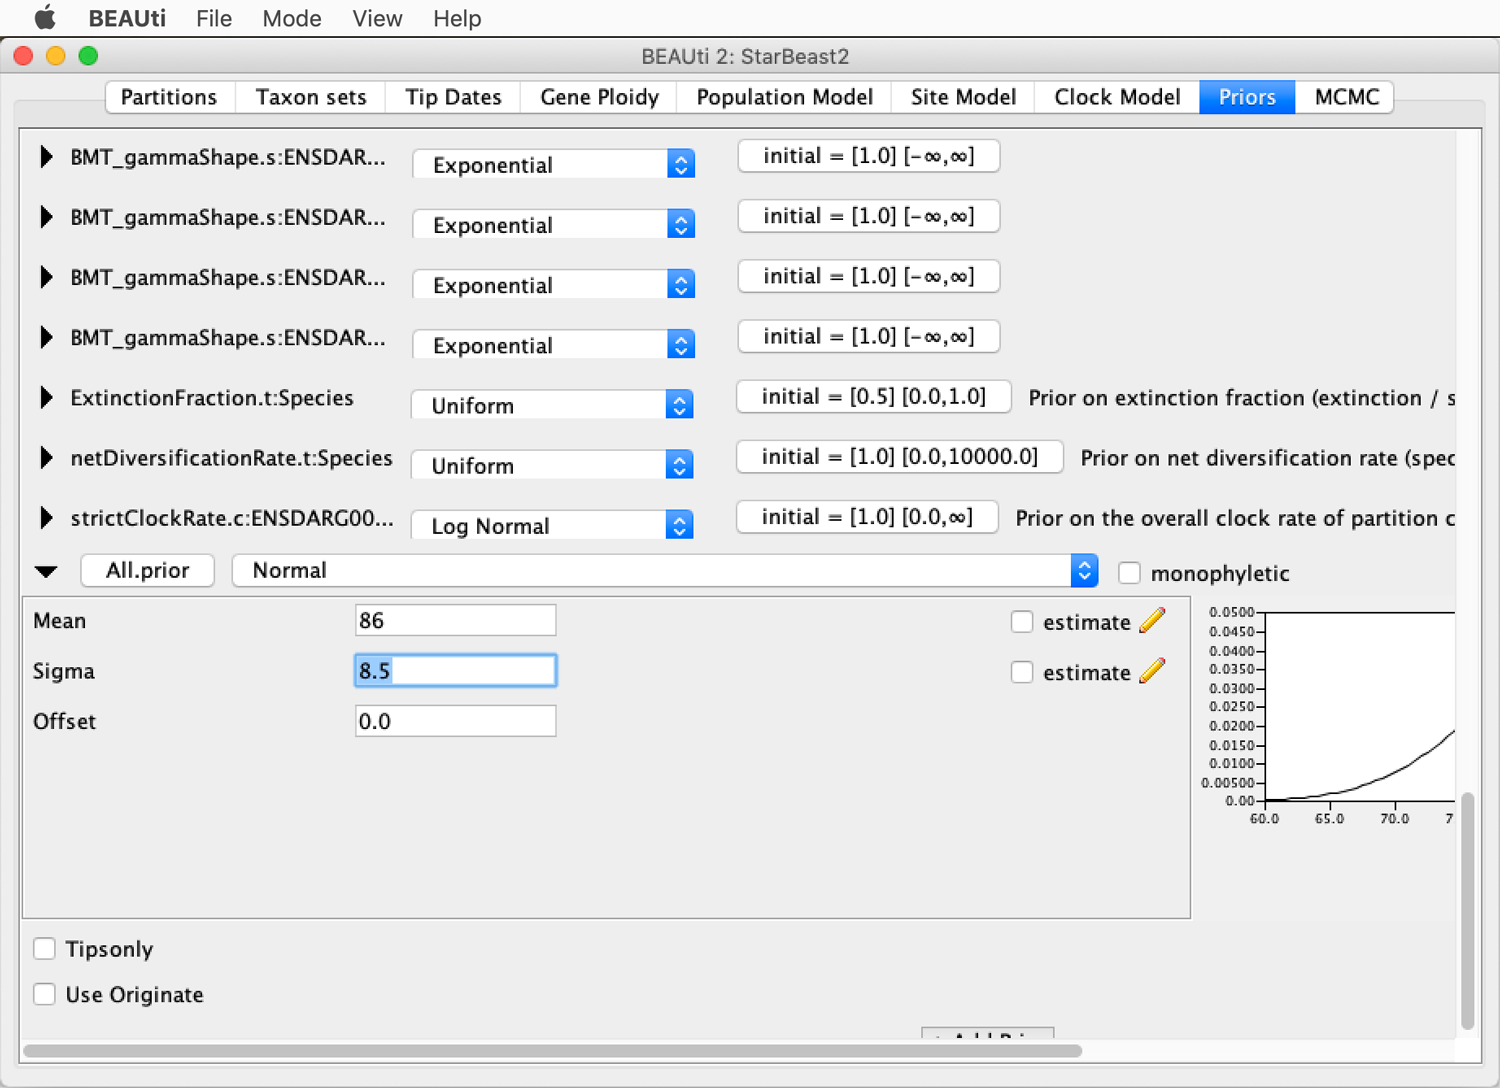 BEAUti File Mode View Help
BEAUti 2: StarBeast2
Partitions Taxon sets Tip Dates Gene Ploidy Population Model Site Model Clock Model Priors MCMC
BMT_gammaShape.s:ENSDAR... Exponential initial = [1.0] [-∞,∞]
BMT_gammaShape.s:ENSDAR... Exponential initial = [1.0] [-∞,∞]
BMT_gammaShape.s:ENSDAR... Exponential initial = [1.0] [-∞,∞]
BMT_gammaShape.s:ENSDAR... Exponential initial = [1.0] [-∞,∞]
ExtinctionFraction.t:Species Uniform initial = [0.5] [0.0,1.0] Prior on extinction fraction (extinction / s
netDiversificationRate.t:Species Uniform initial = [1.0] [0.0,10000.0] Prior on net diversification rate (spec
strictClockRate.c:ENSDARG00... Log Normal initial = [1.0] [0.0,∞] Prior on the overall clock rate of partition c
All.prior Normal monophyletic
Mean 86 estimate
Sigma 8.5 estimate
Offset 0.0
0.0500
0.0450
0.0400
0.0350
0.0300
0.0250
0.0200
0.0150
0.0100
0.00500
0.00
60.0 65.0 70.0 7
Tipsonly
Use Originate